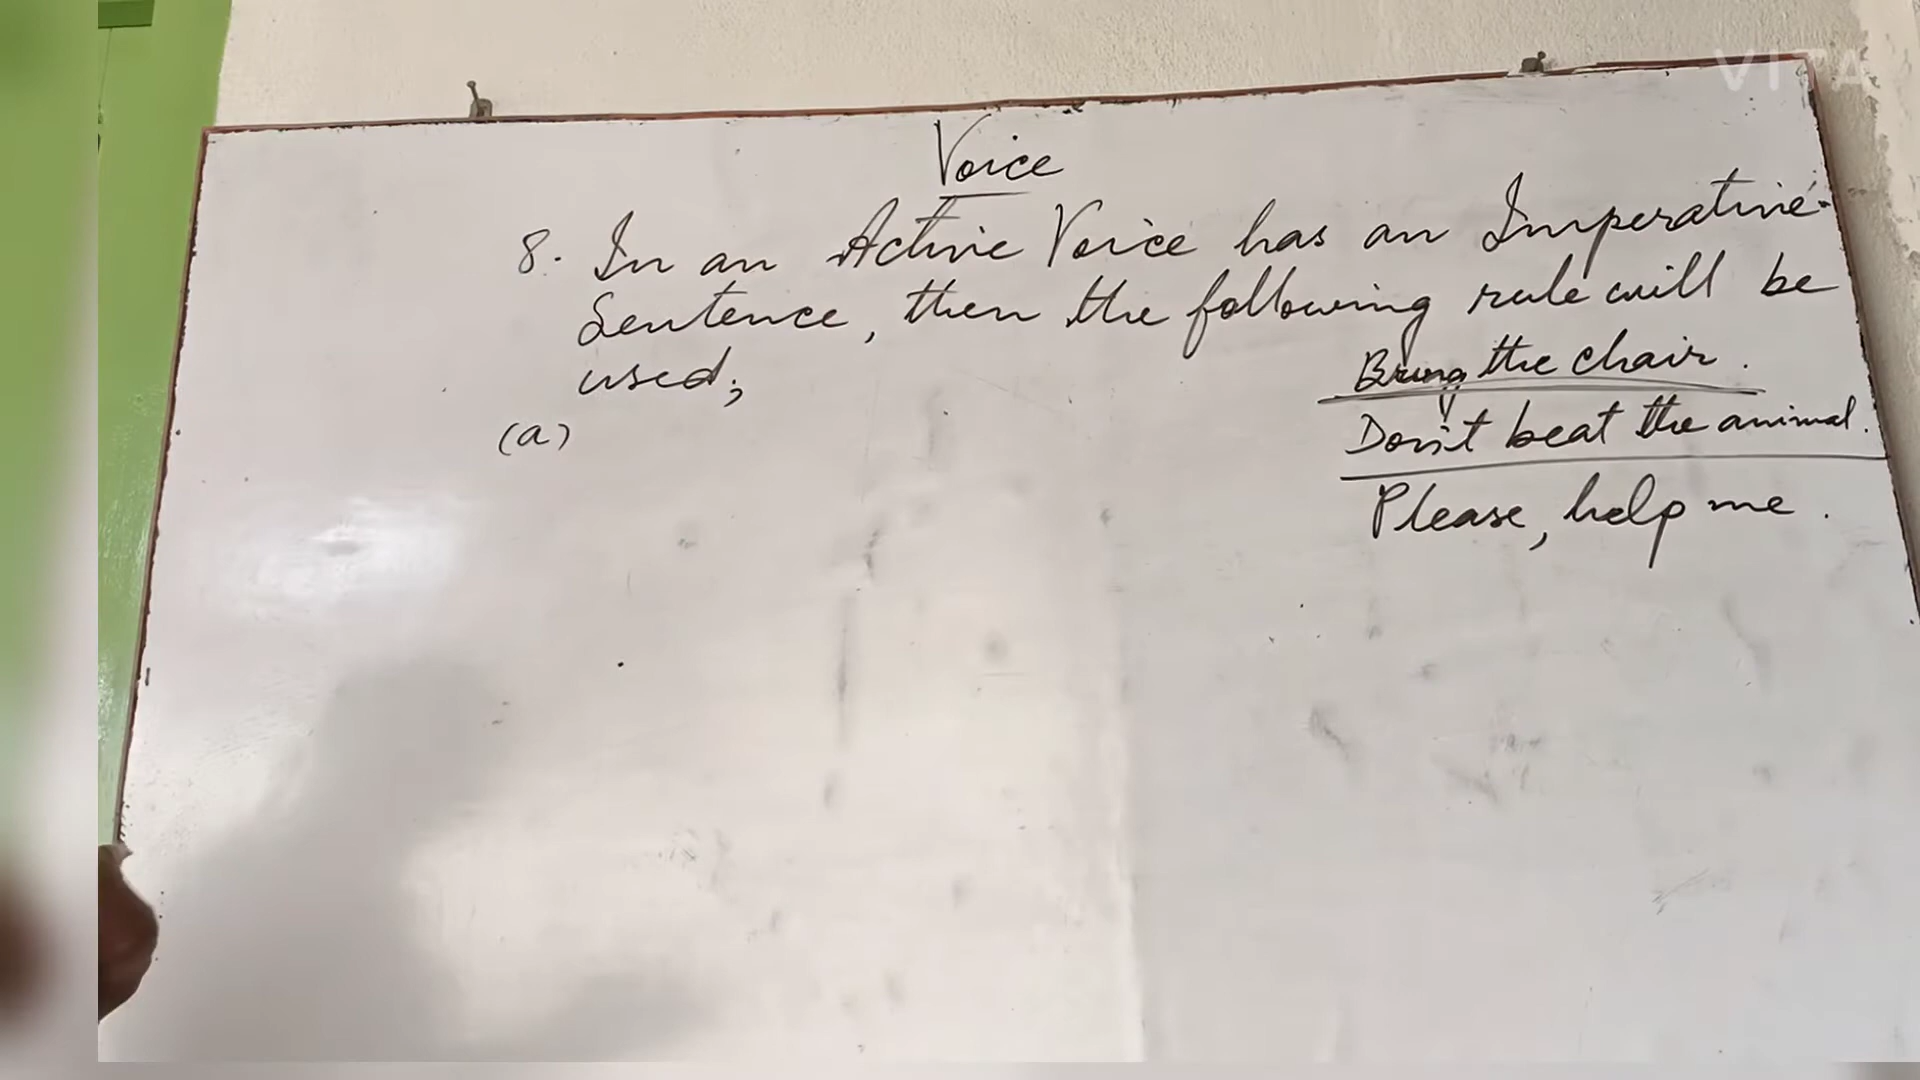 VITA
Voice
8. In an Active Voice has an Imperative
Sentence, then the following rule will be
used;
(a)
Bring the chair.
Don't beat the animal.
Please, help me.